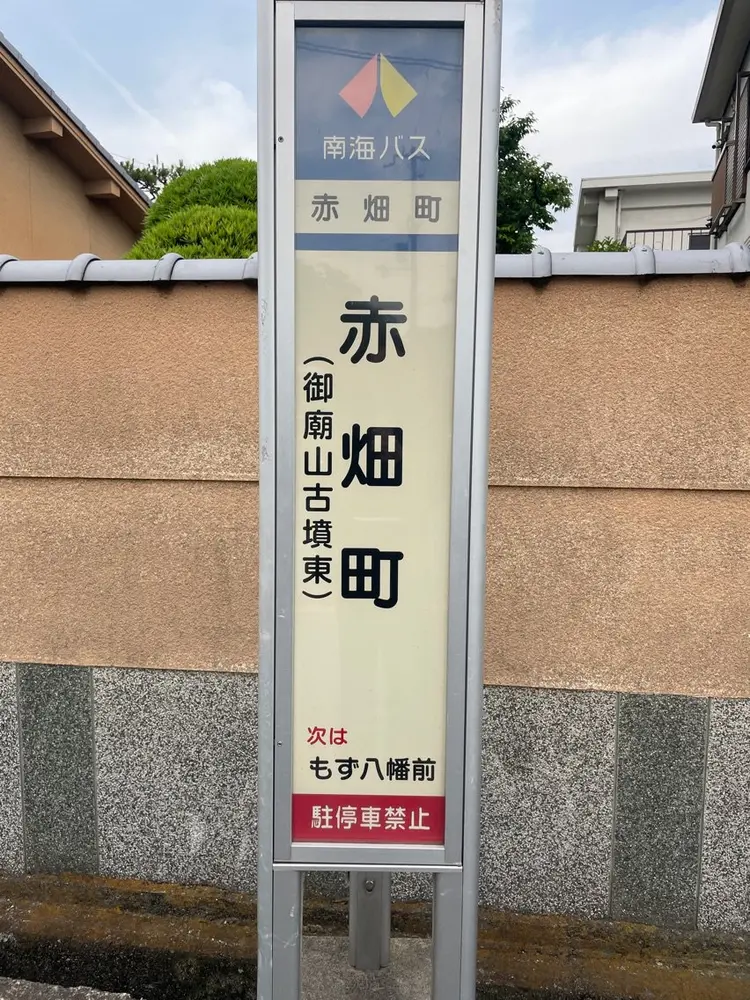 南海バス
赤畑町
赤畑町
(御廟山古墳東)
次は
もず八幡前
駐停車禁止